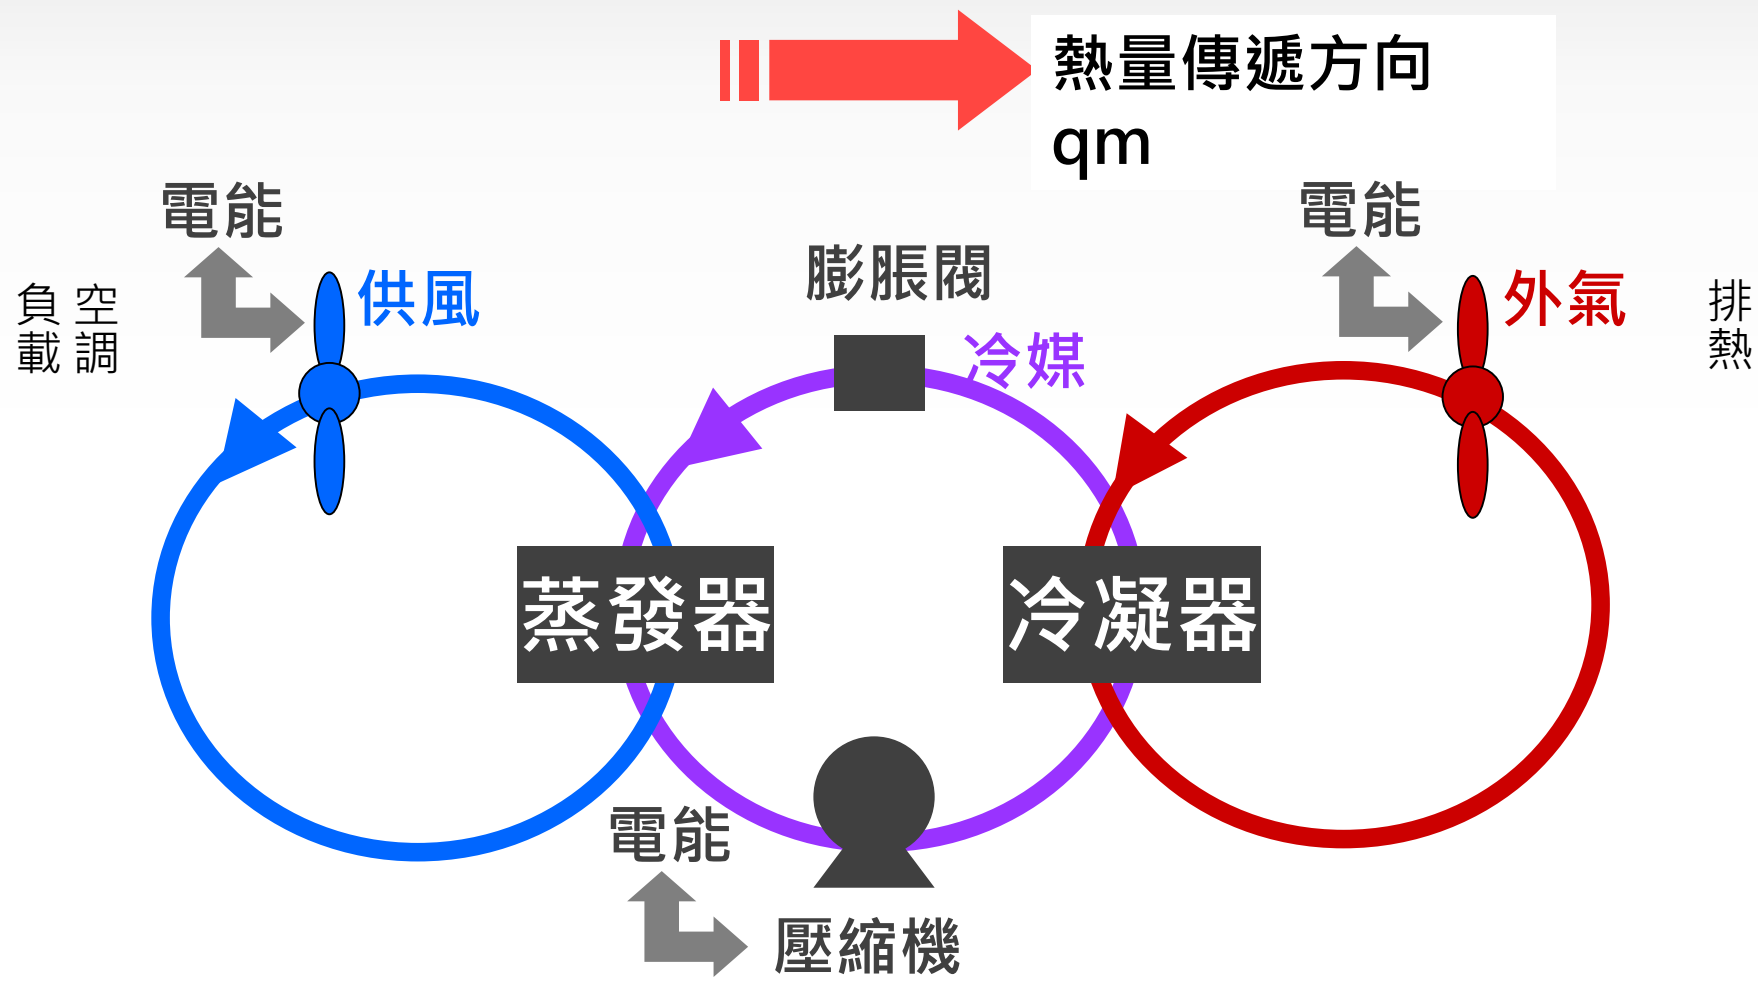 熱量傳遞方向
qm
電能
電能
膨脹閥
供風
外氣
空調
負載
排熱
冷媒
蒸發器
冷凝器
電能
壓縮機